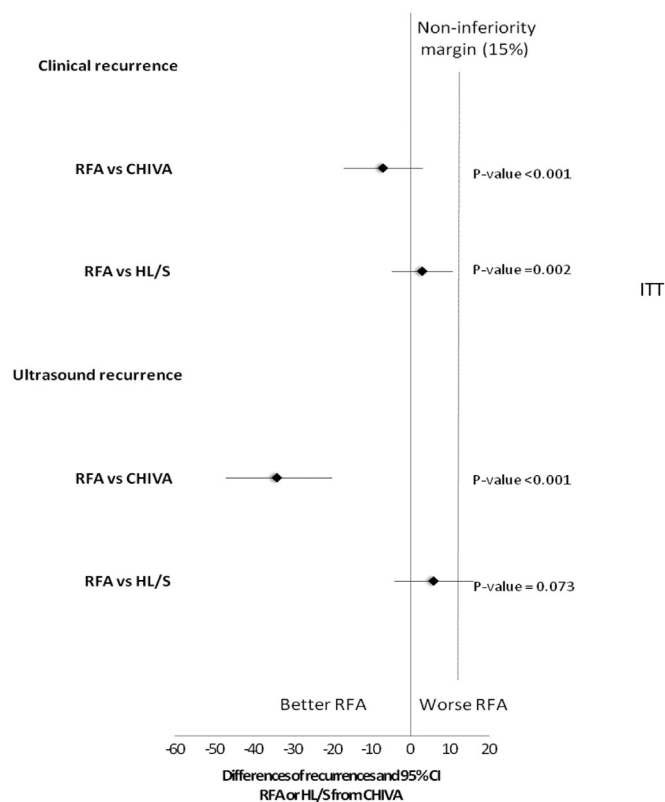 Non-inferiority
margin (15%)
Clinical recurrence
RFA vs CHIVA
P-value <0.001
RFA vs HL/S
P-value =0.002
ITT
Ultrasound recurrence
RFA vs CHIVA
P-value <0.001
RFA vs HL/S
P-value = 0.073
Better RFA
Worse RFA
-60 -50 -40 -30 -20 -10 0 10 20
Differences of recurrences and 95% CI
RFA or HL/S from CHIVA